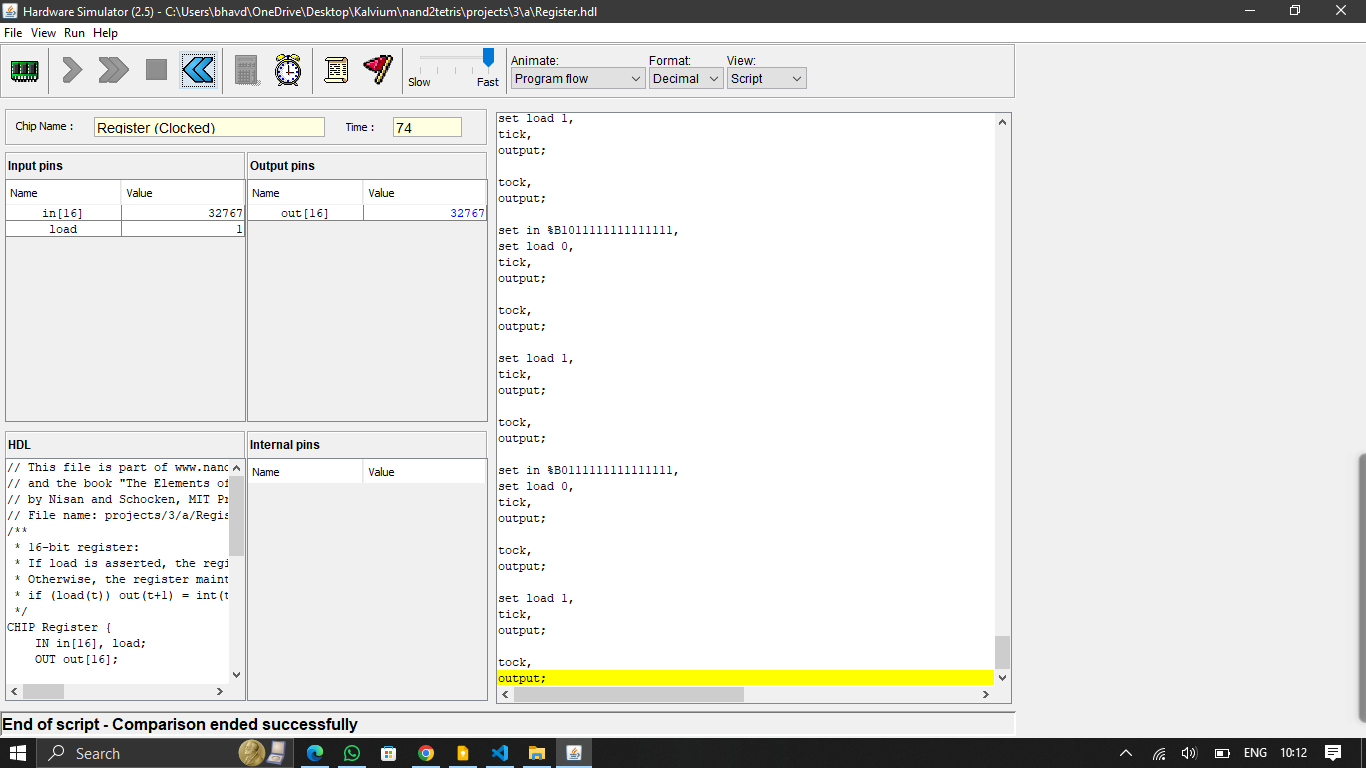 Hardware Simulator (2.5) - C:\Users\bhavd\OneDrive\Desktop\Kalvium\nand2tetris\projects\3\a\Register.hdl
File View Run Help
Slow Fast
Animate: Format: View:
Program flow Decimal Script
Chip Name : Register (Clocked) Time : 74
Input pins
Name Value
in[16] 32767
load 1
Output pins
Name Value
out[16] 32767
HDL
// This file is part of www.nand
// and the book "The Elements of
// by Nisan and Schocken, MIT Pr
// File name: projects/3/a/Regis
/**
* 16-bit register:
* If load is asserted, the regi
* Otherwise, the register maint
* if (load(t)) out(t+1) = int(t
*/
CHIP Register {
IN in[16], load;
OUT out[16];
Internal pins
Name Value
set load 1,
tick,
output;
tock,
output;
set in %B1011111111111111,
set load 0,
tick,
output;
tock,
output;
set load 1,
tick,
output;
tock,
output;
set in %B0111111111111111,
set load 0,
tick,
output;
tock,
output;
set load 1,
tick,
output;
tock,
output;
End of script - Comparison ended successfully
Search
ENG 10:12